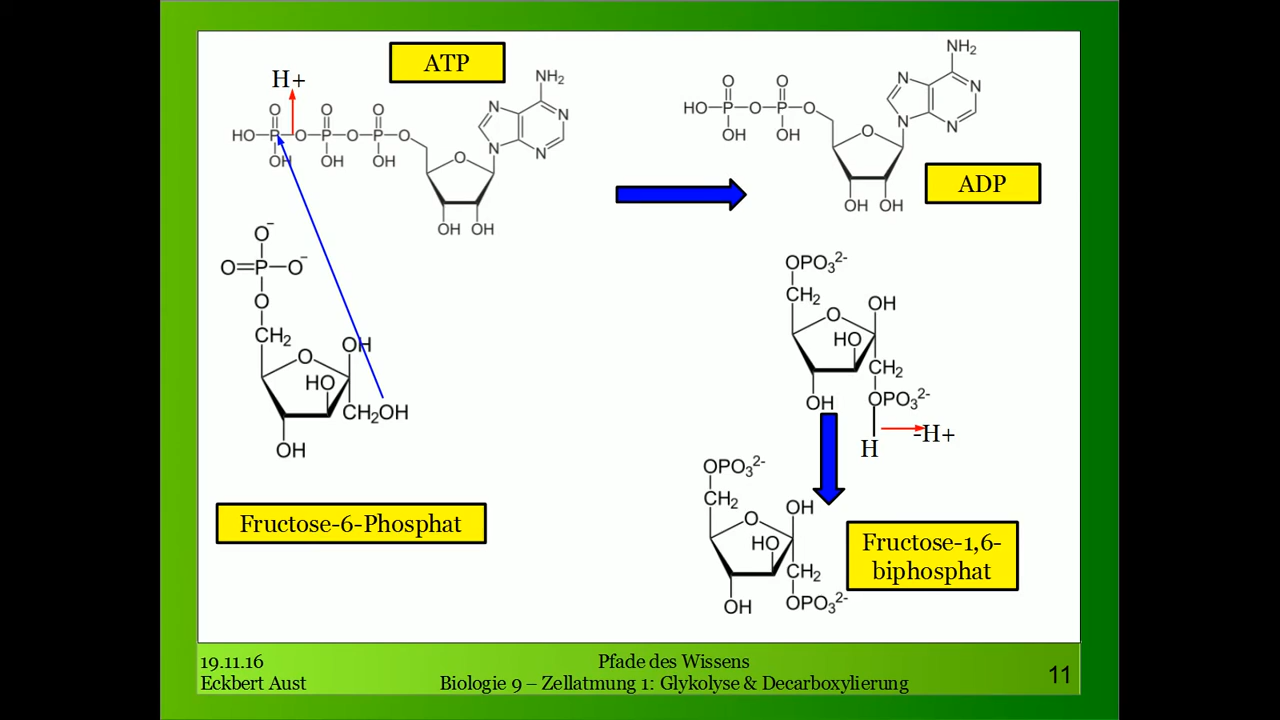 ATP
H+
NH2
N
N
N
N
O
O
O
HO
P
O
P
O
P
O
OH
OH
OH
O
OH
OH
NH2
N
N
N
N
O
O
HO
P
O
P
O
OH
OH
O
OH
OH
ADP
O−
O=P—O−
O
CH2
OH
O
HO
CH2OH
OH
Fructose-6-Phosphat
OPO32-
CH2
OH
O
HO
CH2
OH
OPO32-
H
-H+
OPO32-
CH2
OH
O
HO
CH2
OH
OPO32-
Fructose-1,6-
biphosphat
19.11.16
Eckbert Aust
Pfade des Wissens
Biologie 9 – Zellatmung 1: Glykolyse & Decarboxylierung
11